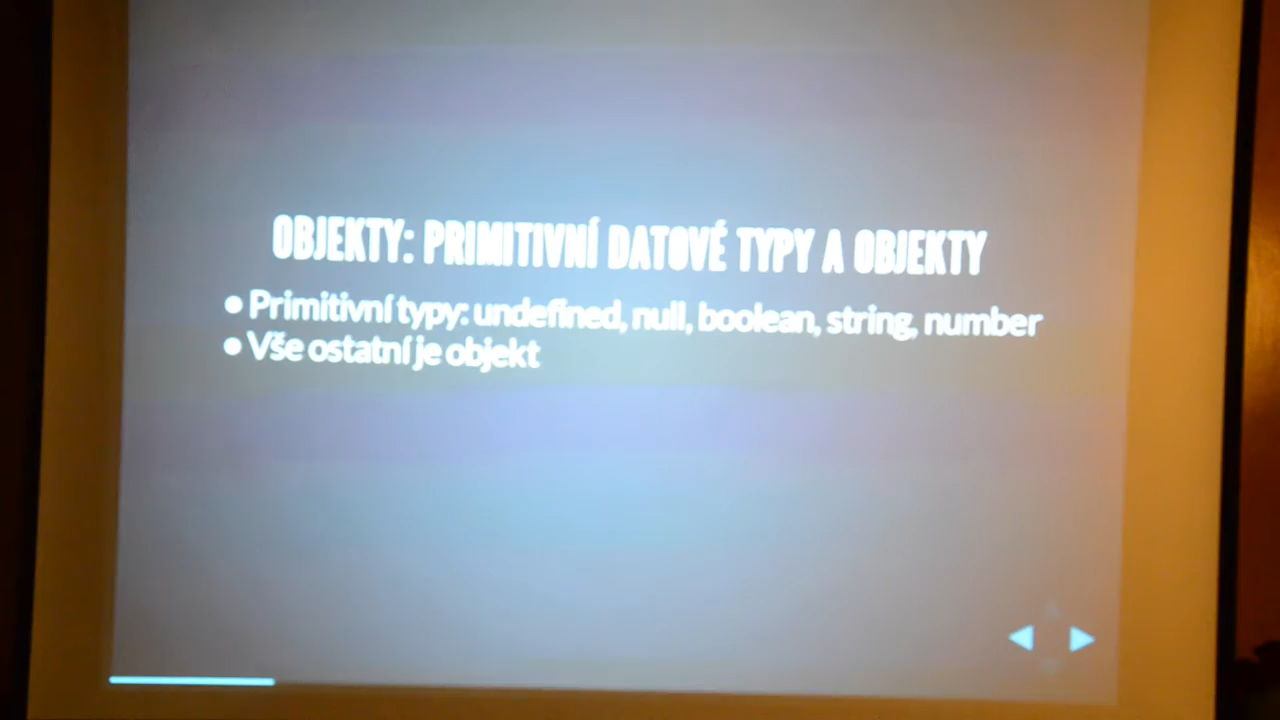 OBJEKTY: PRIMITIVNÍ DATOVÉ TYPY A OBJEKTY
• Primitivní typy: undefined, null, boolean, string, number
• Vše ostatní je objekt